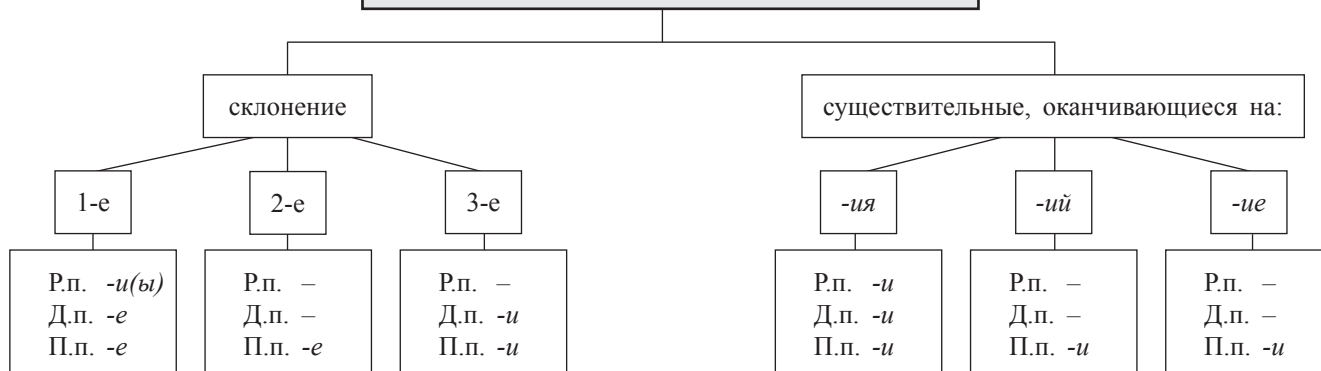 склонение
существительные, оканчивающиеся на:
1-е
2-е
3-е
-ия
-ий
-ие
Р.п. -и(ы)
Д.п. -е
П.п. -е
Р.п. –
Д.п. –
П.п. -е
Р.п. –
Д.п. -и
П.п. -и
Р.п. -и
Д.п. -и
П.п. -и
Р.п. –
Д.п. –
П.п. -и
Р.п. –
Д.п. –
П.п. -и